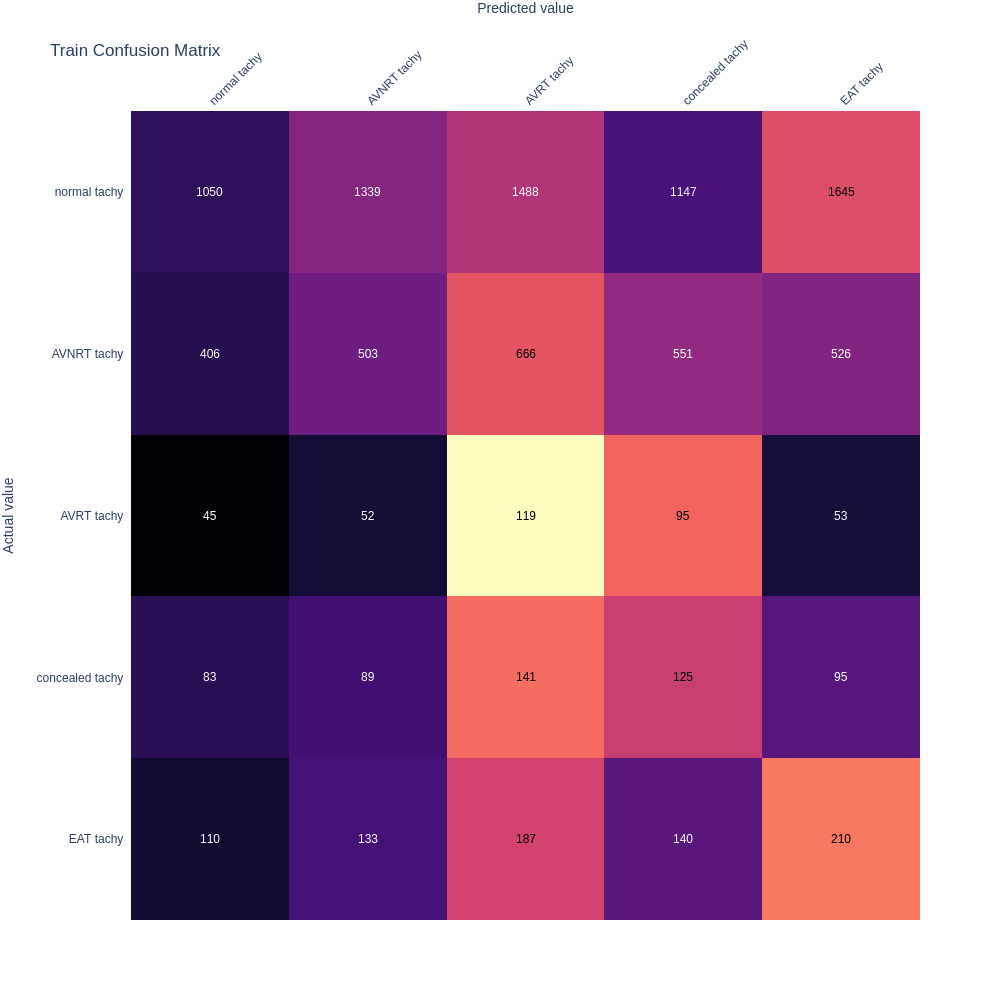 Predicted value
Train Confusion Matrix
normal tachy
AVNRT tachy
AVRT tachy
concealed tachy
EAT tachy
normal tachy 1050 1339 1488 1147 1645
AVNRT tachy 406 503 666 551 526
AVRT tachy 45 52 119 95 53
concealed tachy 83 89 141 125 95
EAT tachy 110 133 187 140 210
Actual value